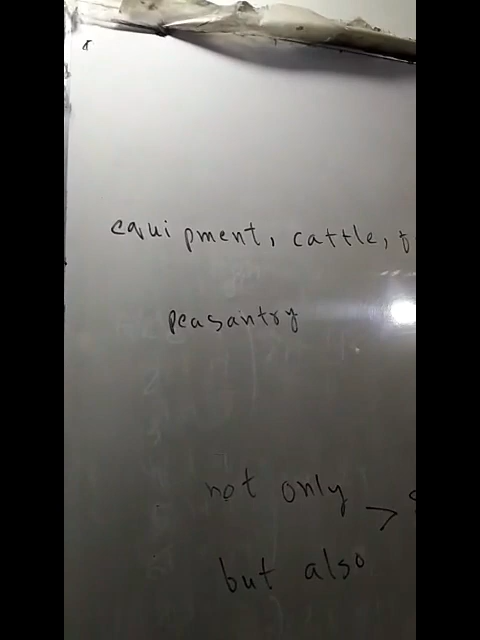 equipment, cattle,
peasantry
not only
but also